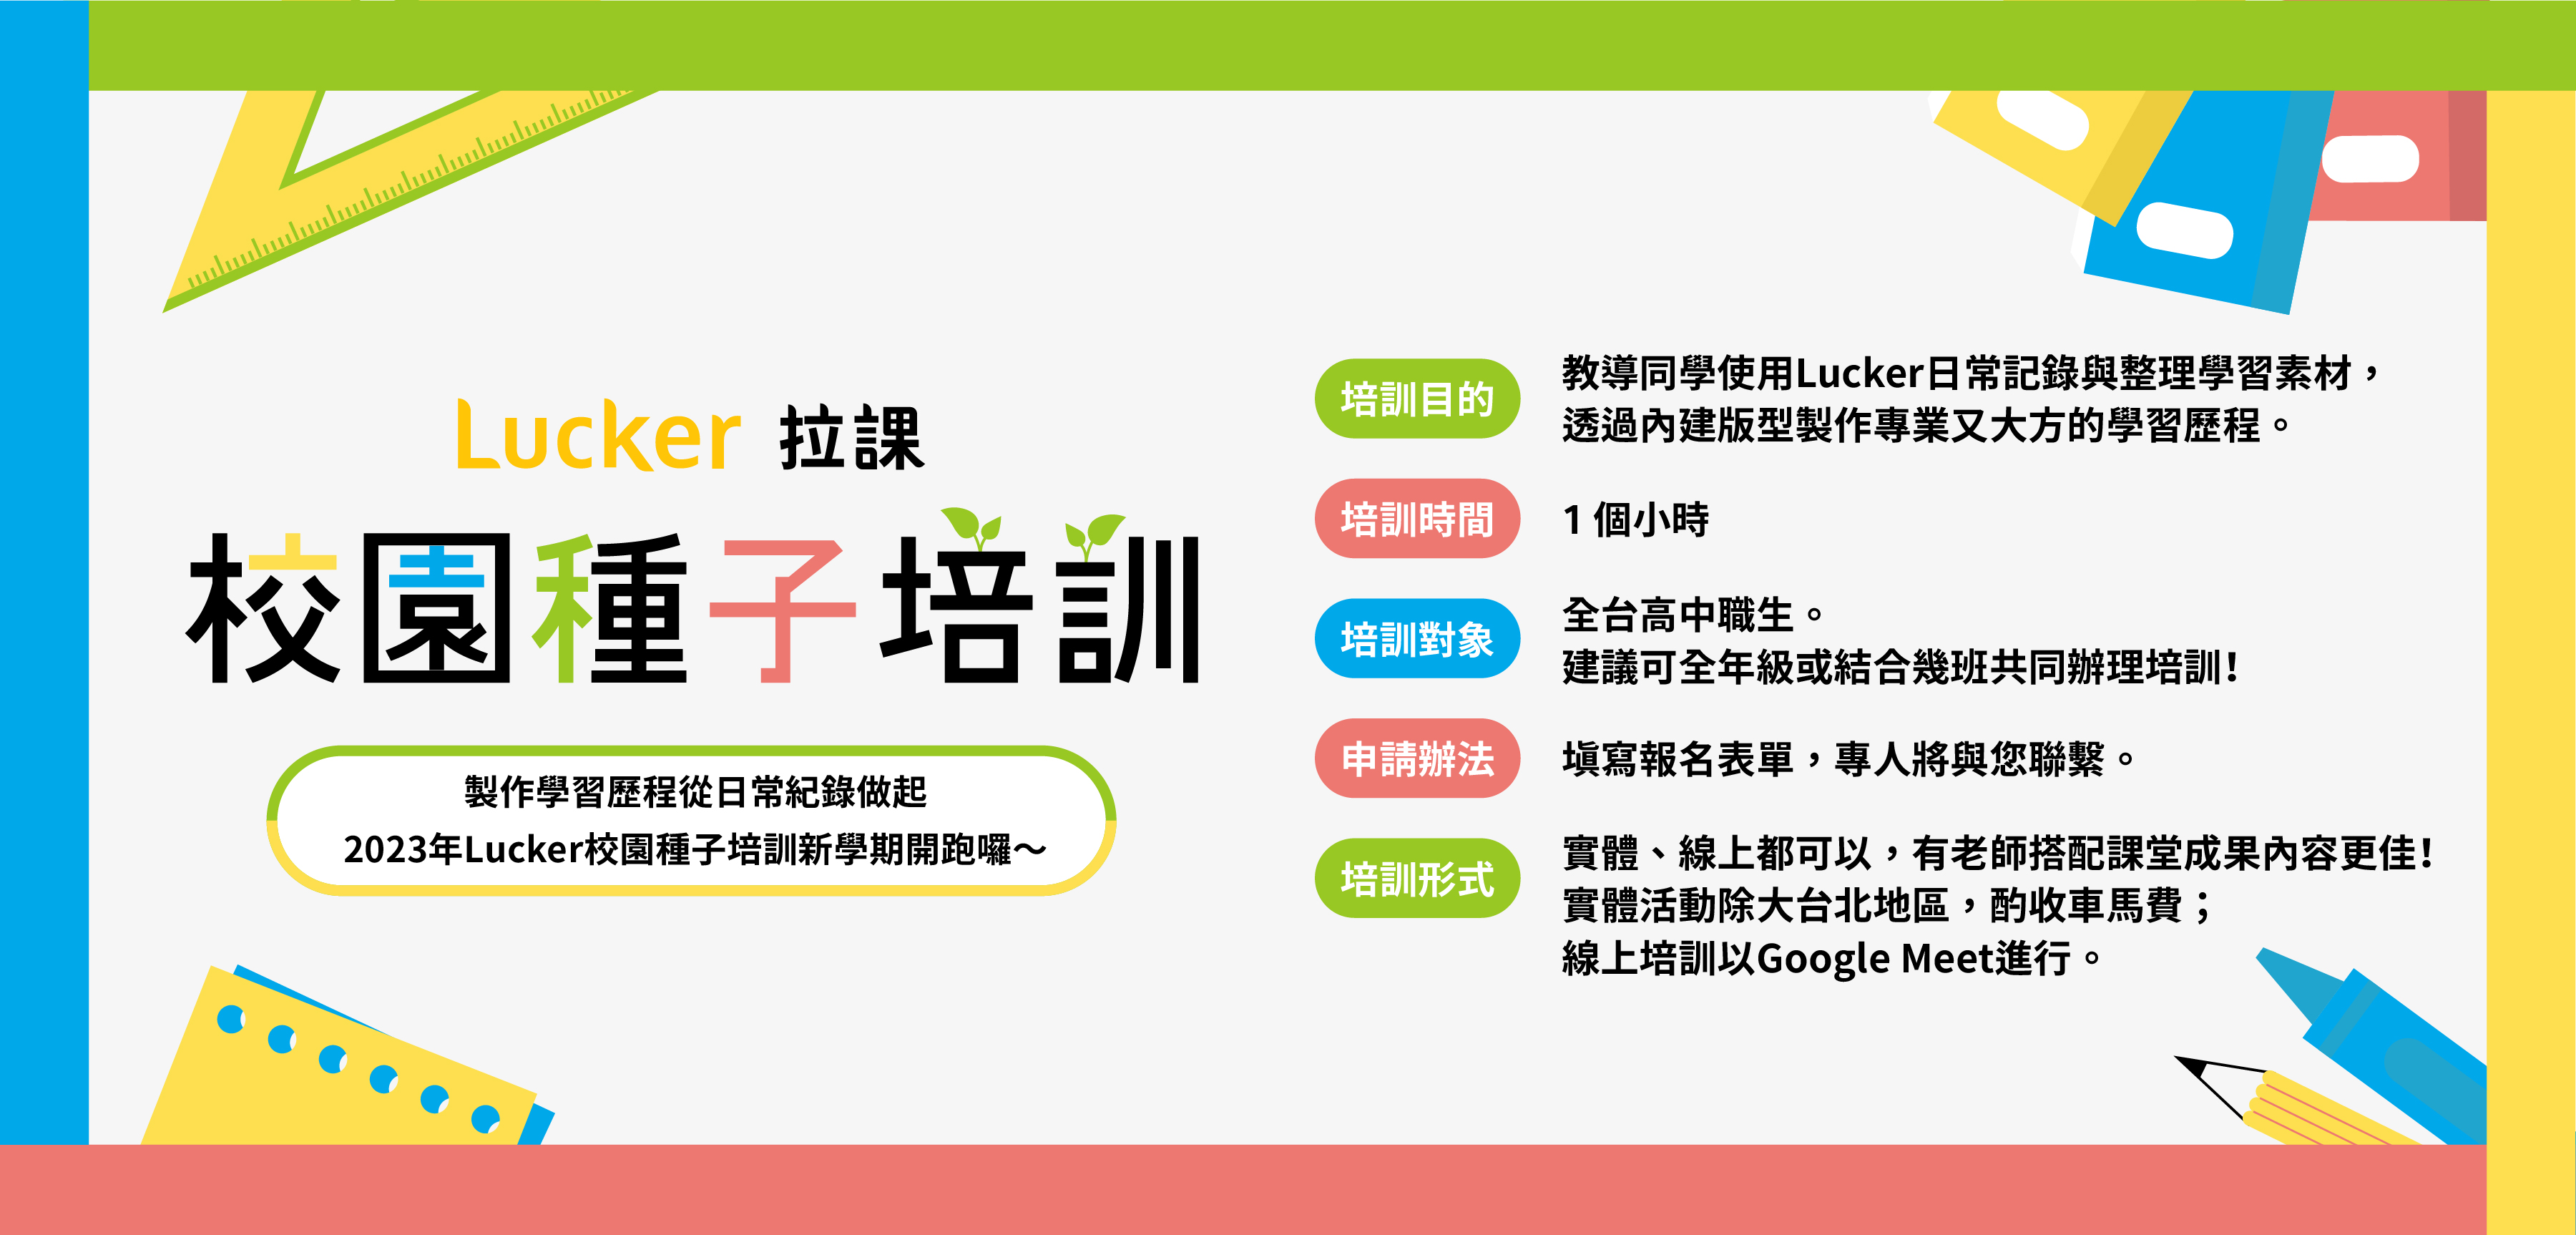 Lucker 拉課
校園種子培訓
製作學習歷程從日常紀錄做起
2023年Lucker校園種子培訓新學期開跑囉～
培訓目的
教導同學使用Lucker日常記錄與整理學習素材，
透過內建版型製作專業又大方的學習歷程。
培訓時間
1 個小時
培訓對象
全台高中職生。
建議可全年級或結合幾班共同辦理培訓！
申請辦法
填寫報名表單，專人將與您聯繫。
培訓形式
實體、線上都可以，有老師搭配課堂成果內容更佳！
實體活動除大台北地區，酌收車馬費；
線上培訓以Google Meet進行。